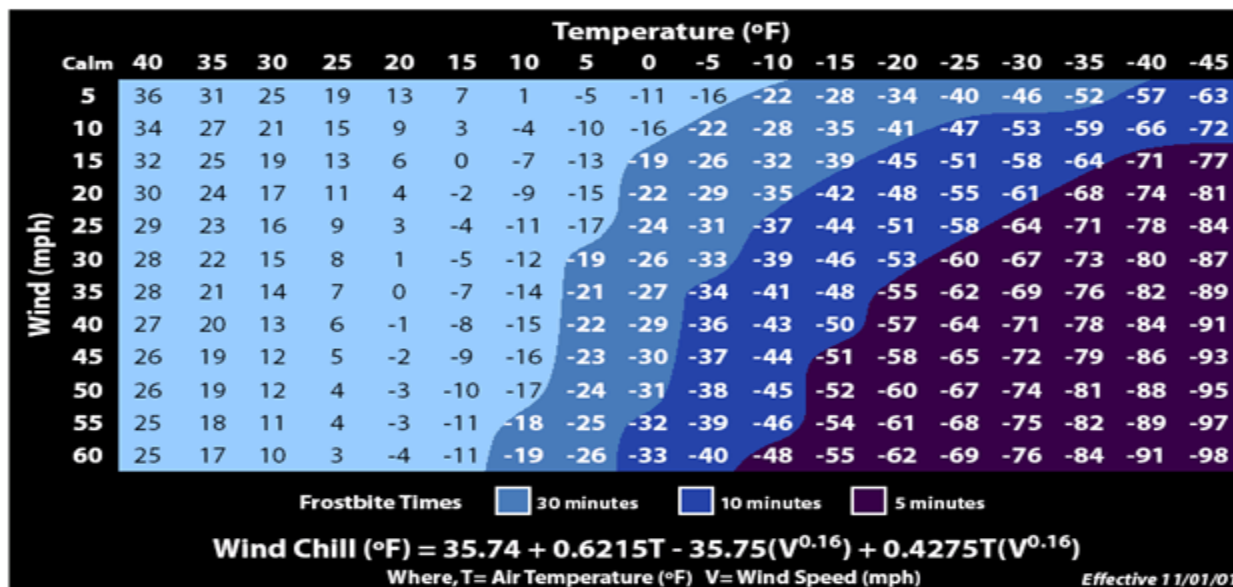 Temperature (ºF)
Calm 40 35 30 25 20 15 10 5 0 -5 -10 -15 -20 -25 -30 -35 -40 -45
5 36 31 25 19 13 7 1 -5 -11 -16 -22 -28 -34 -40 -46 -52 -57 -63
10 34 27 21 15 9 3 -4 -10 -16 -22 -28 -35 -41 -47 -53 -59 -66 -72
15 32 25 19 13 6 0 -7 -13 -19 -26 -32 -39 -45 -51 -58 -64 -71 -77
20 30 24 17 11 4 -2 -9 -15 -22 -29 -35 -42 -48 -55 -61 -68 -74 -81
25 29 23 16 9 3 -4 -11 -17 -24 -31 -37 -44 -51 -58 -64 -71 -78 -84
30 28 22 15 8 1 -5 -12 -19 -26 -33 -39 -46 -53 -60 -67 -73 -80 -87
35 28 21 14 7 0 -7 -14 -21 -27 -34 -41 -48 -55 -62 -69 -76 -82 -89
40 27 20 13 6 -1 -8 -15 -22 -29 -36 -43 -50 -57 -64 -71 -78 -84 -91
45 26 19 12 5 -2 -9 -16 -23 -30 -37 -44 -51 -58 -65 -72 -79 -86 -93
50 26 19 12 4 -3 -10 -17 -24 -31 -38 -45 -52 -60 -67 -74 -81 -88 -95
55 25 18 11 4 -3 -11 -18 -25 -32 -39 -46 -54 -61 -68 -75 -82 -89 -97
60 25 17 10 3 -4 -11 -19 -26 -33 -40 -48 -55 -62 -69 -76 -84 -91 -98
Wind (mph)
Frostbite Times 30 minutes 10 minutes 5 minutes
Wind Chill (ºF) = 35.74 + 0.6215T - 35.75(V^0.16) + 0.4275T(V^0.16)
Where, T= Air Temperature (ºF) V= Wind Speed (mph) Effective 11/01/01